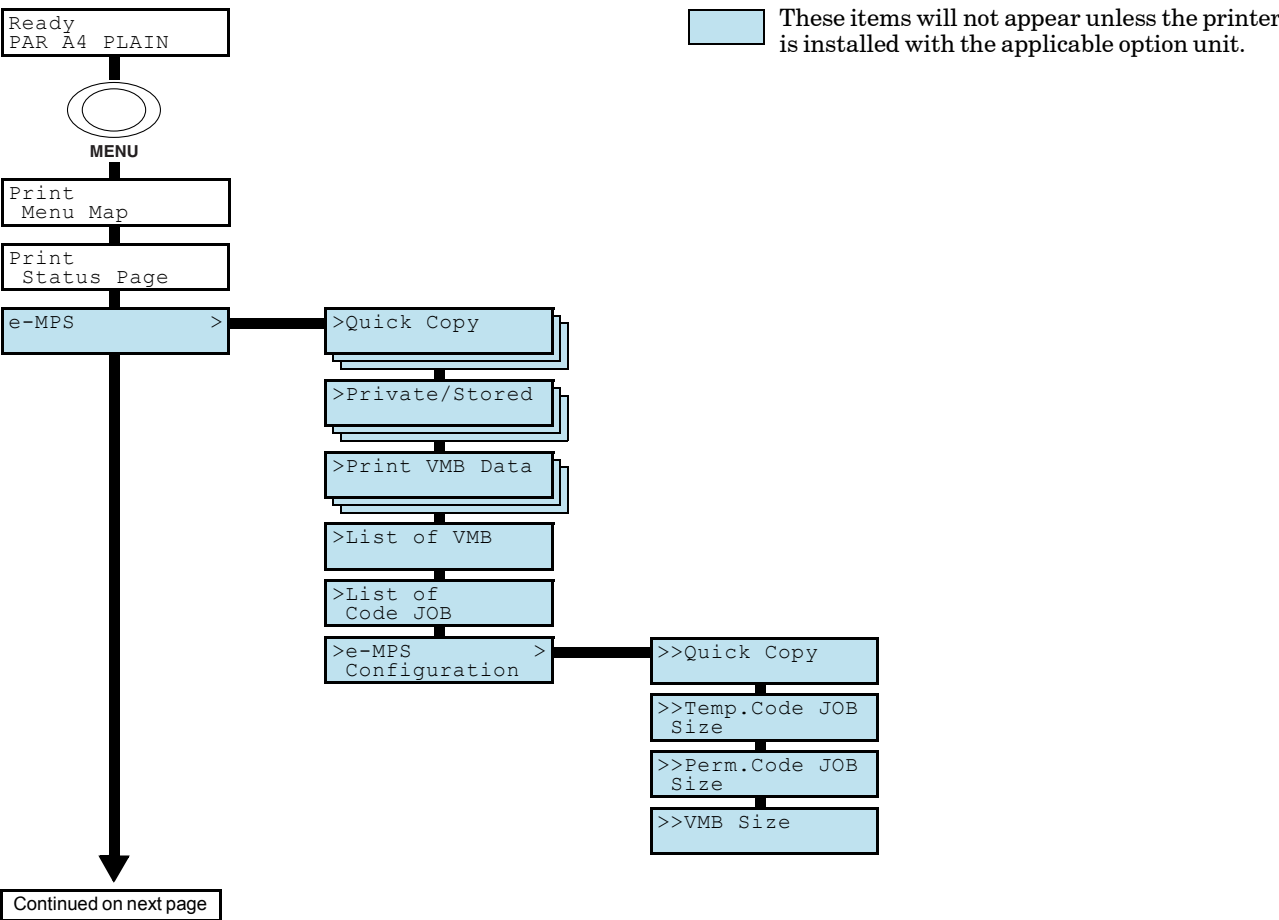 Ready
PAR A4 PLAIN
These items will not appear unless the printer
is installed with the applicable option unit.
MENU
Print
Menu Map
Print
Status Page
e-MPS >
>Quick Copy
>Private/Stored
>Print VMB Data
>List of VMB
>List of
Code JOB
>e-MPS >
Configuration
>>Quick Copy
>>Temp.Code JOB
Size
>>Perm.Code JOB
Size
>>VMB Size
Continued on next page